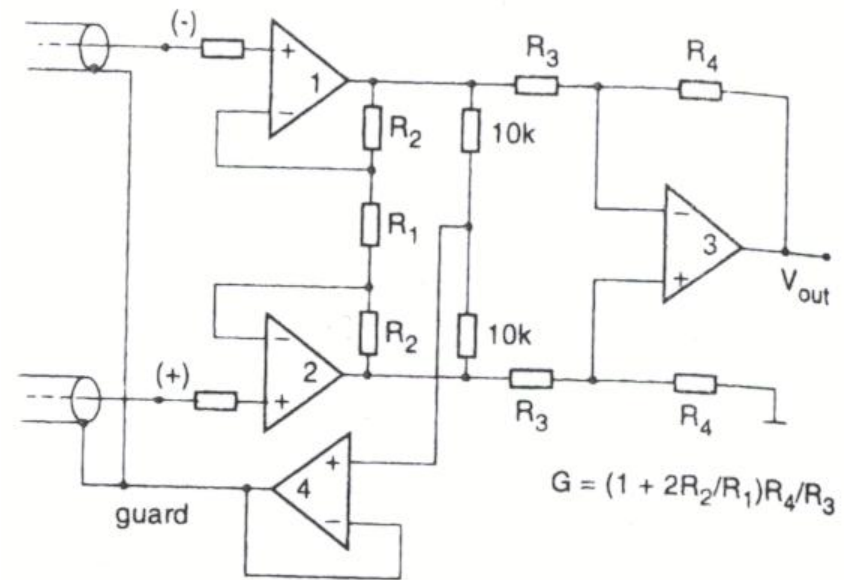 (-)
+
1
−
R2
10k
R3
R4
R1
−
3
+
Vout
−
2
+
R2
10k
(+)
R3
R4
+
4
−
guard
G = (1 + 2R2/R1)R4/R3